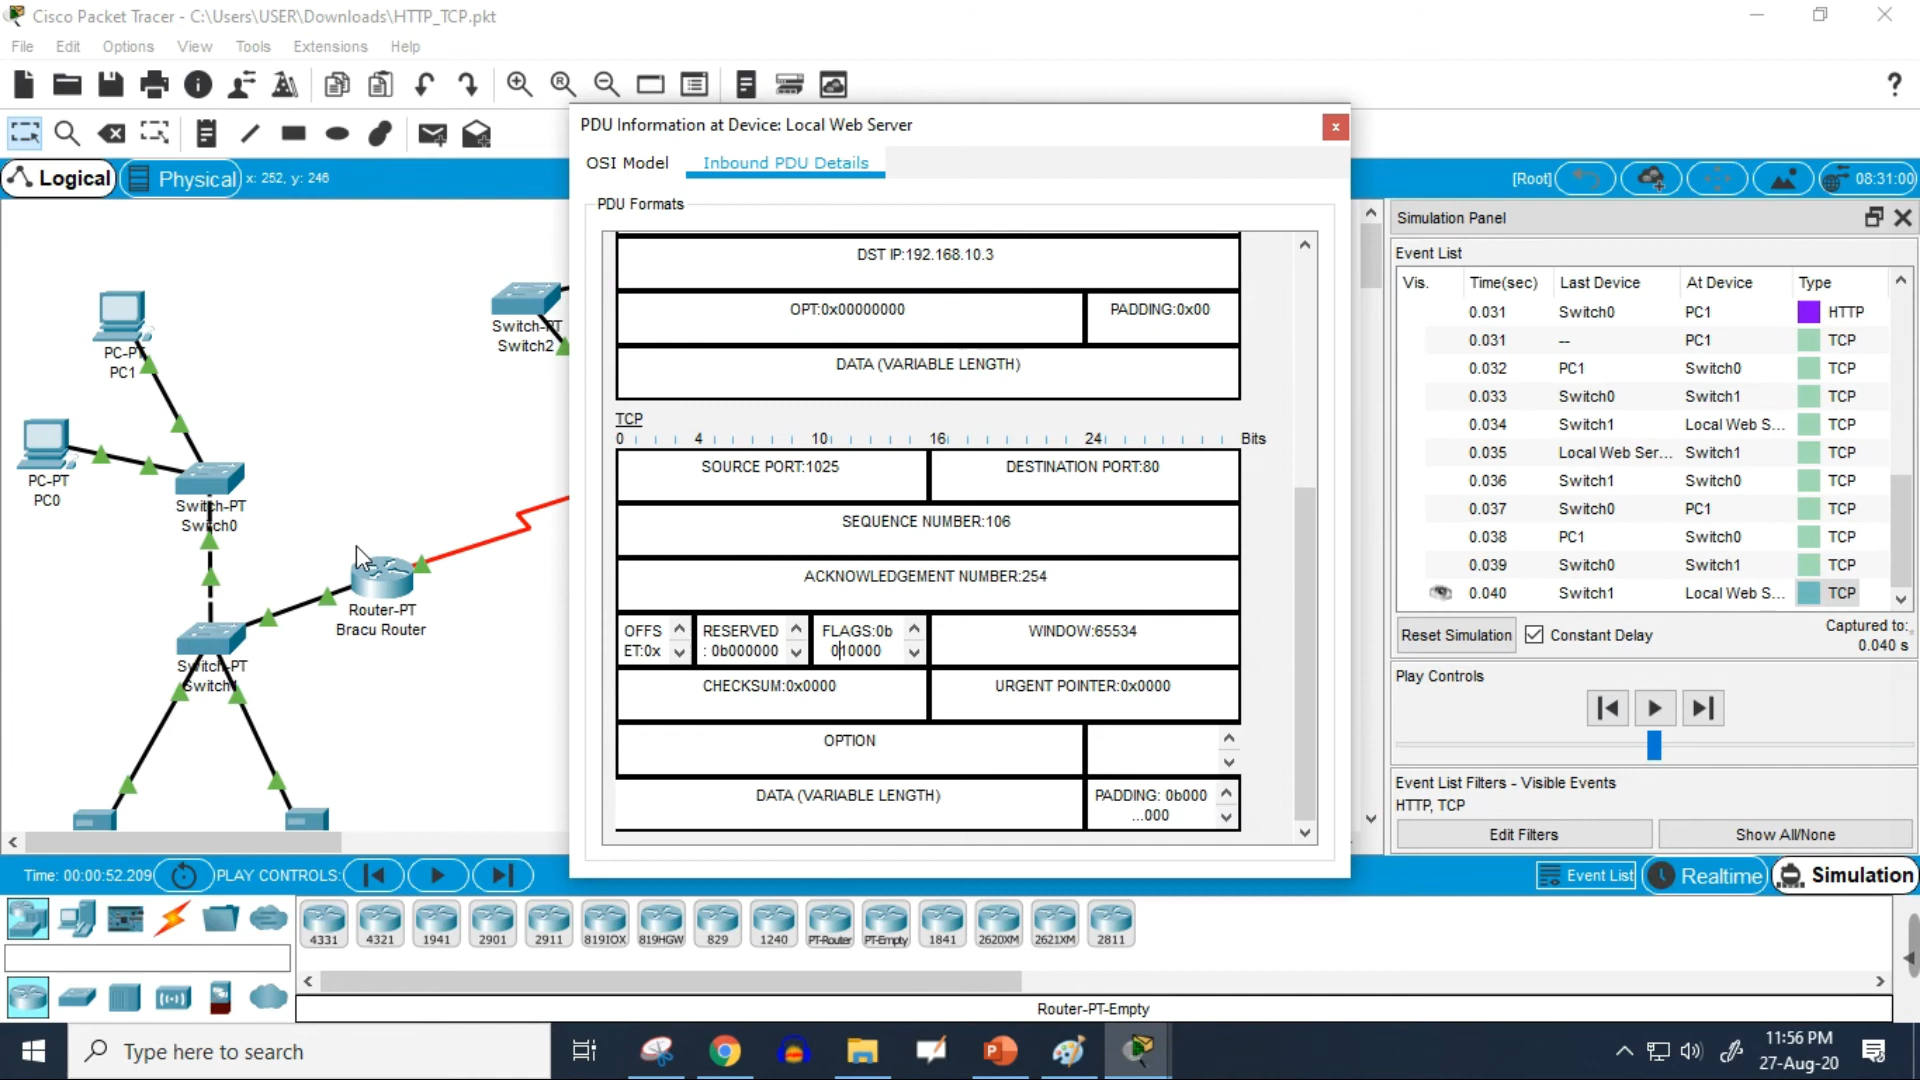 Cisco Packet Tracer - C:\Users\USER\Downloads\HTTP_TCP.pkt
File Edit Options View Tools Extensions Help
?
PDU Information at Device: Local Web Server
x
OSI Model Inbound PDU Details
Logical Physical x: 252, y: 246
[Root] 08:31:00
PDU Formats
DST IP:192.168.10.3
OPT:0x00000000 PADDING:0x00
DATA (VARIABLE LENGTH)
TCP
0 4 10 16 24 Bits
SOURCE PORT:1025 DESTINATION PORT:80
SEQUENCE NUMBER:106
ACKNOWLEDGEMENT NUMBER:254
OFFS
ET:0x
RESERVED
: 0b000000
FLAGS:0b
010000
WINDOW:65534
CHECKSUM:0x0000 URGENT POINTER:0x0000
OPTION
DATA (VARIABLE LENGTH)
PADDING: 0b000
...000
PC-PT
PC1
PC-PT
PC0
Switch-PT
Switch0
Switch-PT
Switch2
Router-PT
Bracu Router
Switch-PT
Switch1
Simulation Panel
Event List
Vis. Time(sec) Last Device At Device Type
0.031 Switch0 PC1 HTTP
0.031 -- PC1 TCP
0.032 PC1 Switch0 TCP
0.033 Switch0 Switch1 TCP
0.034 Switch1 Local Web S... TCP
0.035 Local Web Ser... Switch1 TCP
0.036 Switch1 Switch0 TCP
0.037 Switch0 PC1 TCP
0.038 PC1 Switch0 TCP
0.039 Switch0 Switch1 TCP
0.040 Switch1 Local Web S... TCP
Reset Simulation Constant Delay
Captured to:
0.040 s
Play Controls
Event List Filters - Visible Events
HTTP, TCP
Edit Filters Show All/None
Time: 00:00:52.209 PLAY CONTROLS:
Event List Realtime Simulation
4331 4321 1941 2901 2911 819IOX 819HGW 829 1240 PT-Router PT-Empty 1841 2620XM 2621XM 2811
Router-PT-Empty
Type here to search
11:56 PM
27-Aug-20